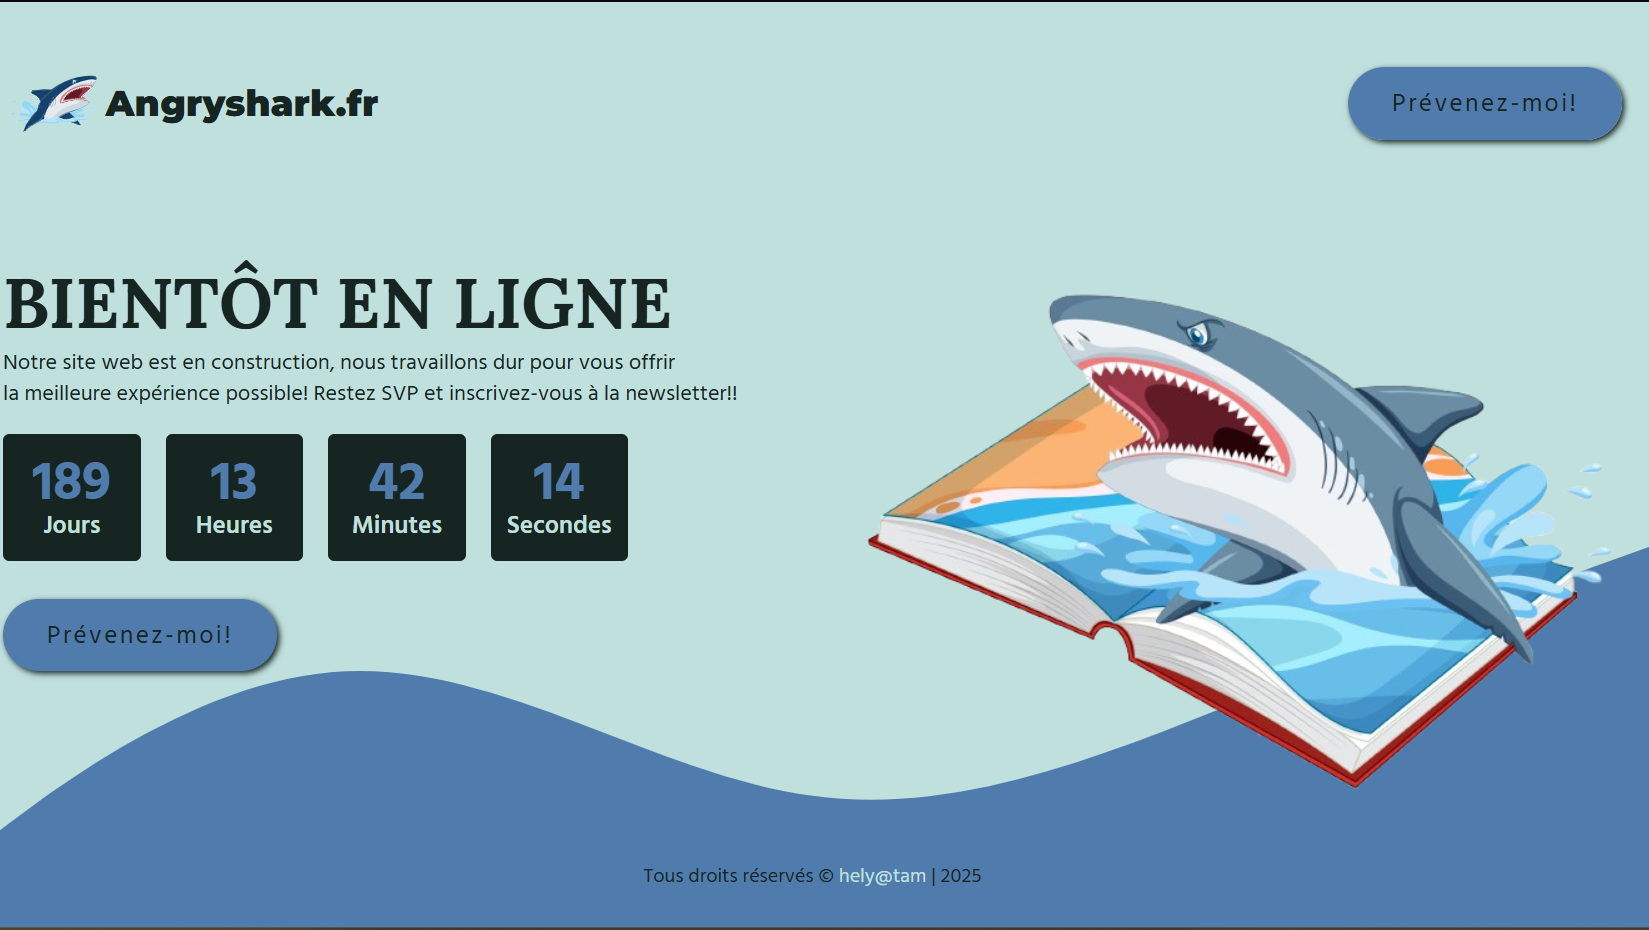 Angryshark.fr
Prévenez-moi!
BIENTÔT EN LIGNE
Notre site web est en construction, nous travaillons dur pour vous offrir
la meilleure expérience possible! Restez SVP et inscrivez-vous à la newsletter!!
189 13 42 14
Jours Heures Minutes Secondes
Prévenez-moi!
Tous droits réservés © hely@tam | 2025